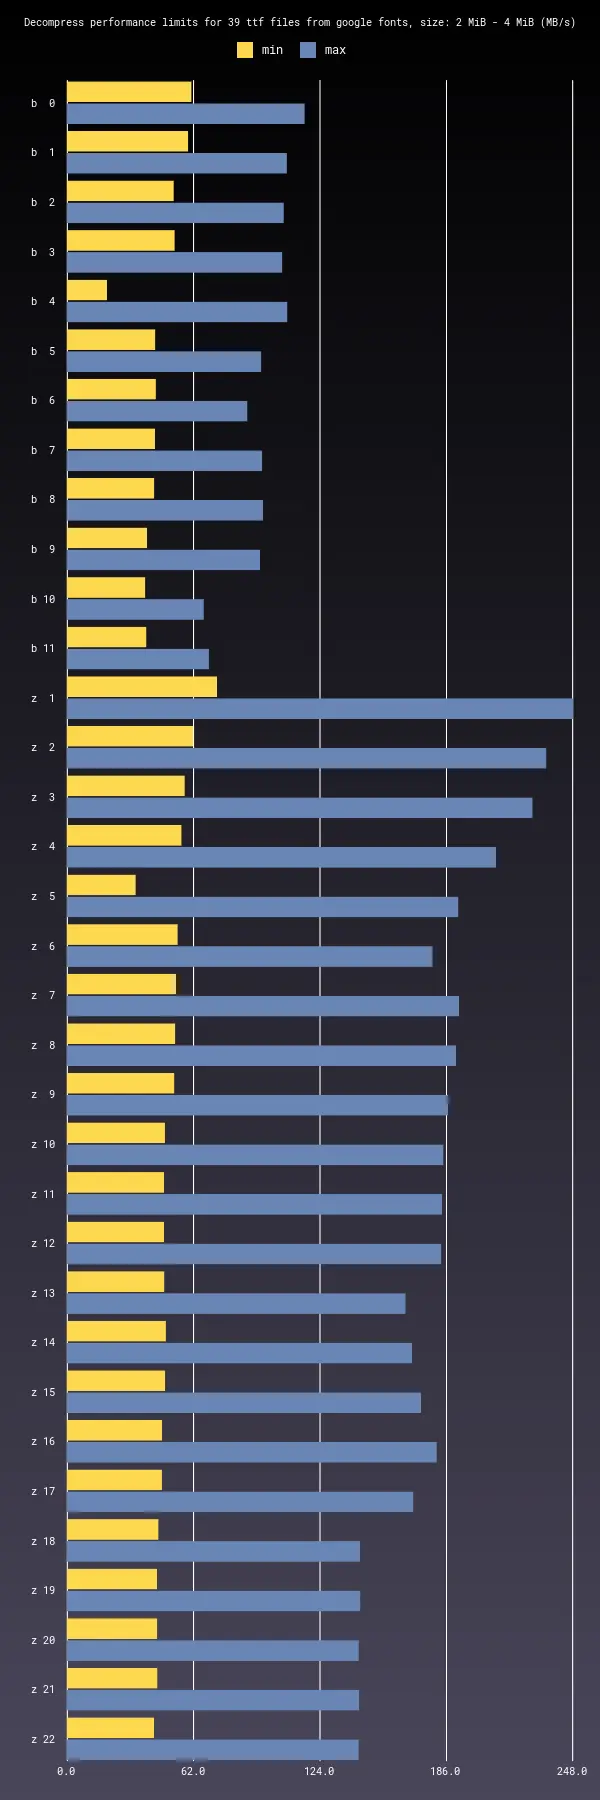 Decompress performance limits for 39 ttf files from google fonts, size: 2 MiB - 4 MiB (MB/s)
min max
b 0
b 1
b 2
b 3
b 4
b 5
b 6
b 7
b 8
b 9
b 10
b 11
z 1
z 2
z 3
z 4
z 5
z 6
z 7
z 8
z 9
z 10
z 11
z 12
z 13
z 14
z 15
z 16
z 17
z 18
z 19
z 20
z 21
z 22
0.0 62.0 124.0 186.0 248.0